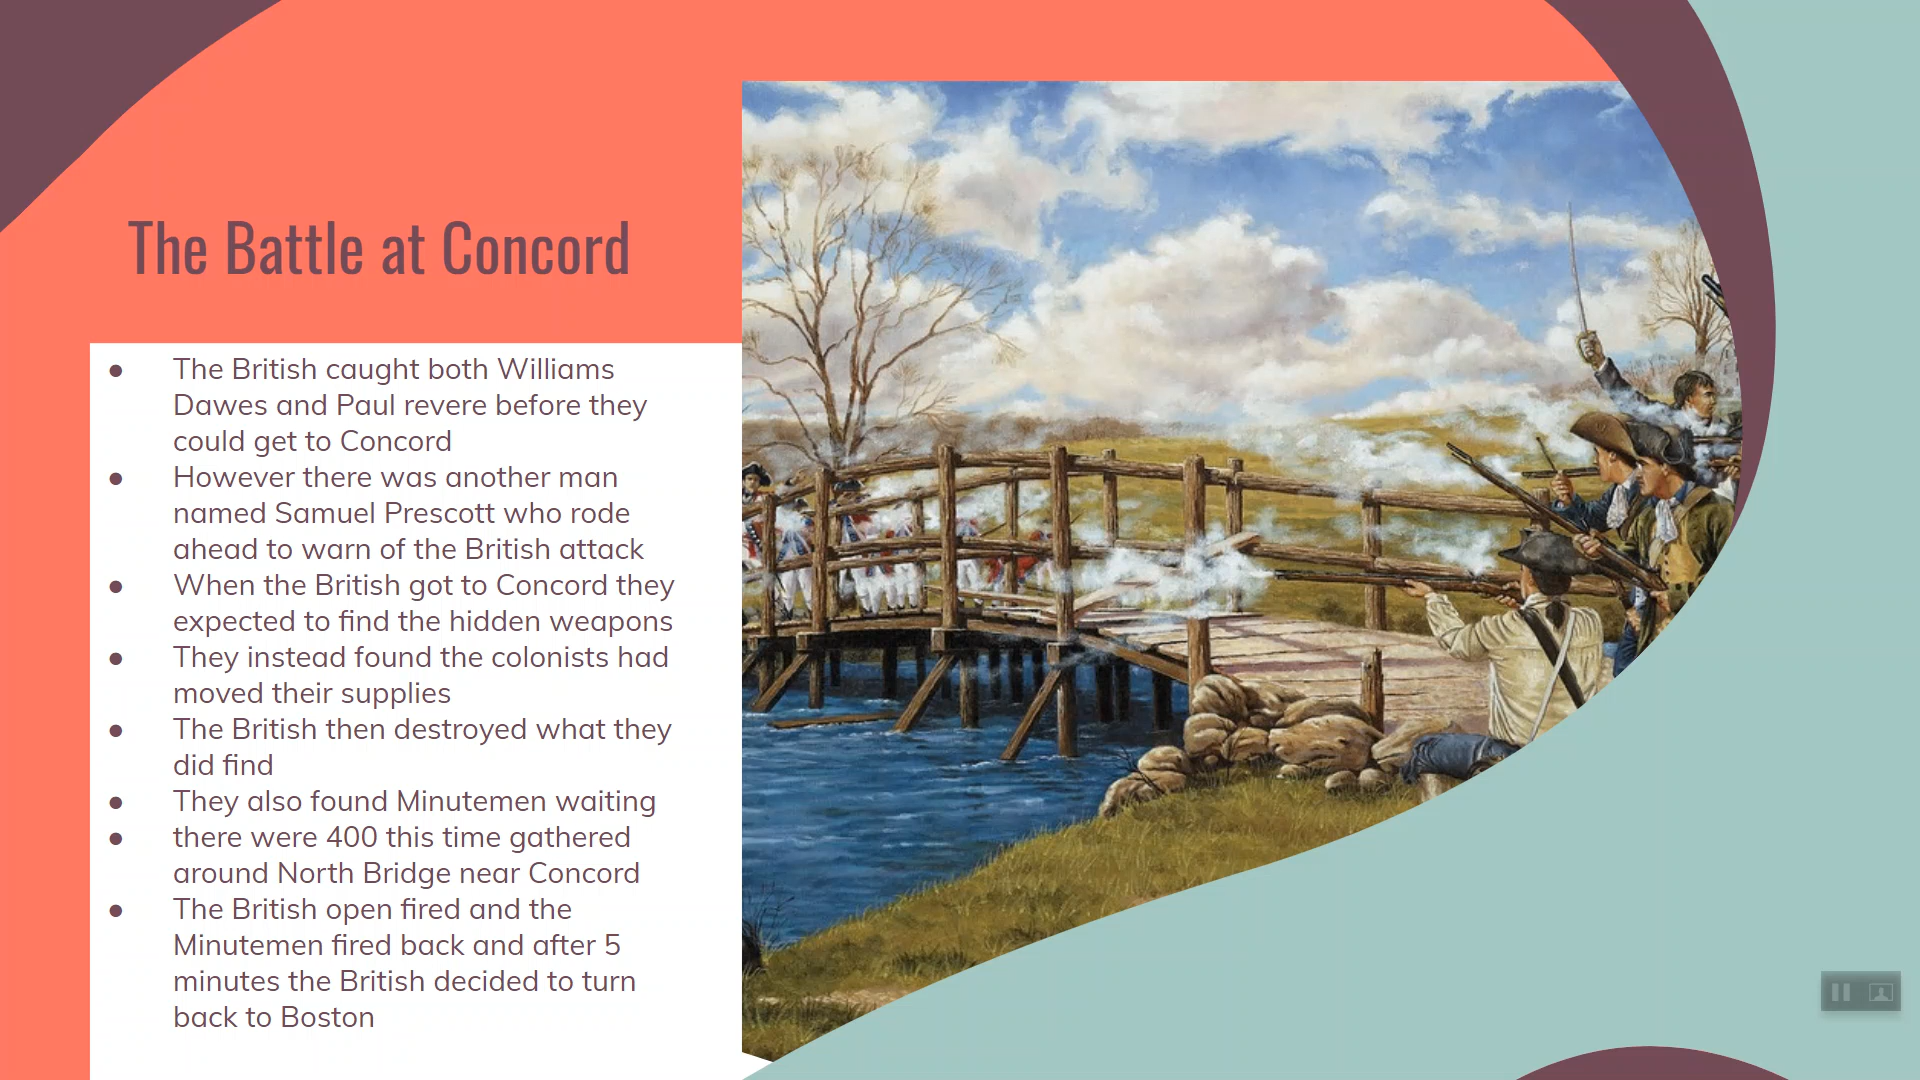 The Battle at Concord
● The British caught both Williams
Dawes and Paul revere before they
could get to Concord
● However there was another man
named Samuel Prescott who rode
ahead to warn of the British attack
● When the British got to Concord they
expected to find the hidden weapons
● They instead found the colonists had
moved their supplies
● The British then destroyed what they
did find
● They also found Minutemen waiting
● there were 400 this time gathered
around North Bridge near Concord
● The British open fired and the
Minutemen fired back and after 5
minutes the British decided to turn
back to Boston